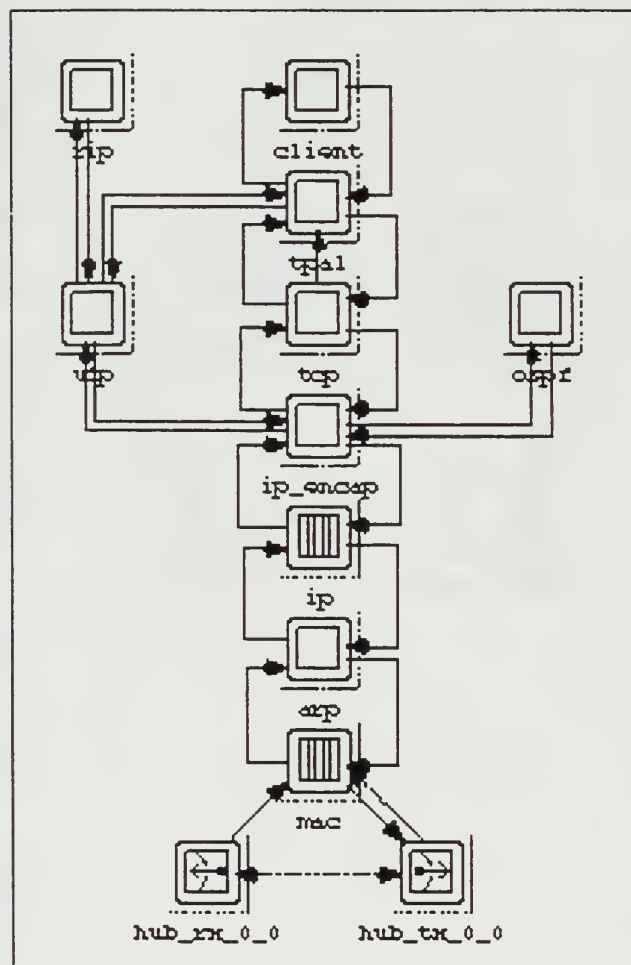 rip
client
tpal
udp
tcp
ospf
ip_encap
ip
arp
mac
hub_rx_0_0
hub_tx_0_0